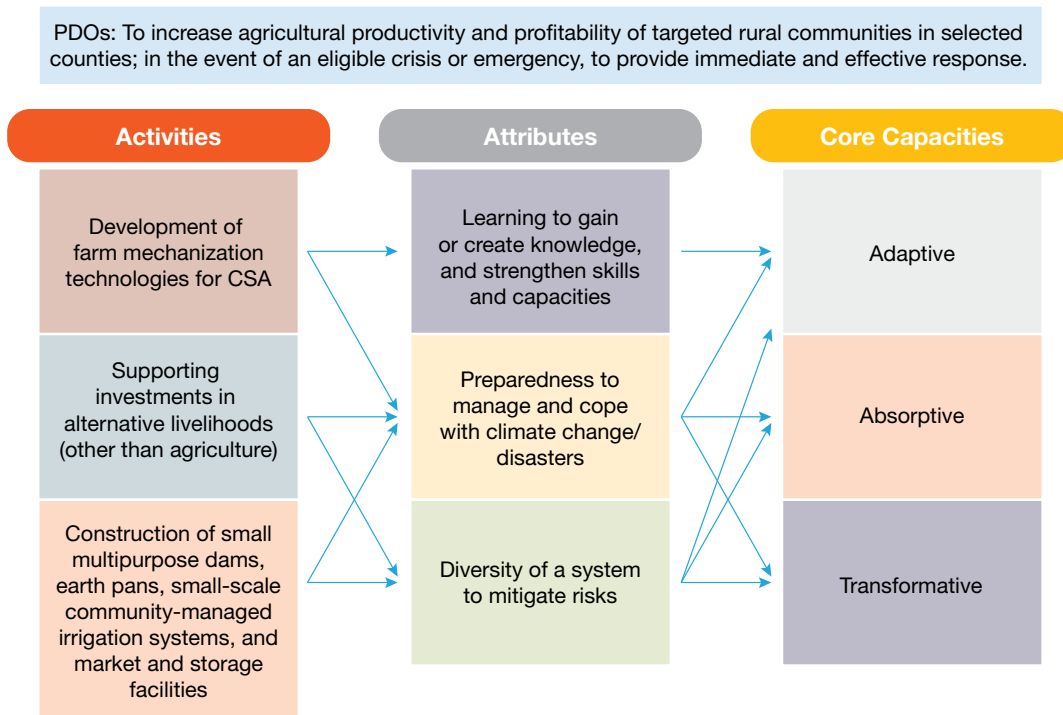 PDOs: To increase agricultural productivity and profitability of targeted rural communities in selected
counties; in the event of an eligible crisis or emergency, to provide immediate and effective response.
Activities
Attributes
Core Capacities
Development of
farm mechanization
technologies for CSA
Learning to gain
or create knowledge,
and strengthen skills
and capacities
Adaptive
Supporting
investments in
alternative livelihoods
(other than agriculture)
Preparedness to
manage and cope
with climate change/
disasters
Absorptive
Construction of small
multipurpose dams,
earth pans, small-scale
community-managed
irrigation systems, and
market and storage
facilities
Diversity of a system
to mitigate risks
Transformative